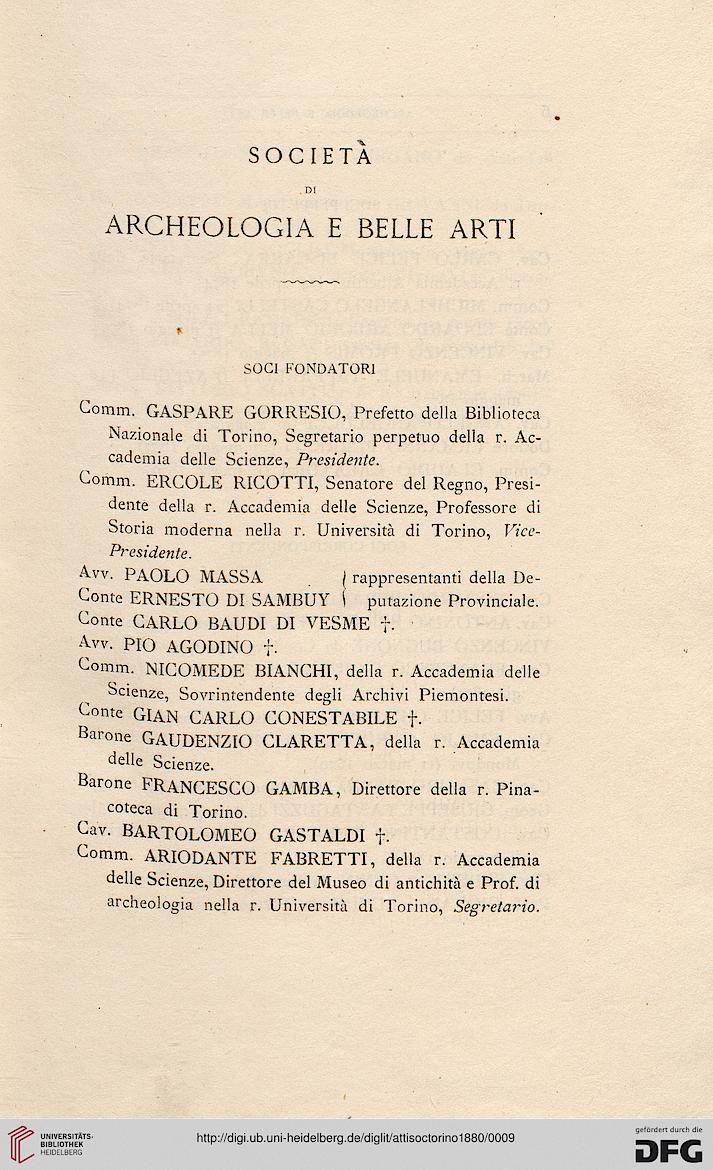 SOCIETÀ
DI
ARCHEOLOGIA E BELLE ARTI
SOCI FONDATORI
Comm. GASPARE GORRESIO, Prefetto della Biblioteca
Nazionale di Torino, Segretario perpetuo della r. Ac-
cademia delle Scienze, Presidente.
Comm. ERCOLE RICOTTI, Senatore del Regno, Presi-
dente della r. Accademia delle Scienze, Professore di
Storia moderna nella r. Università di Torino, Vice-
Presidente.
Avv. PAOLO MASSA } rappresentanti della De-
Conte ERNESTO DI SAMBUY } putazione Provinciale.
Conte CARLO BAUDI DI VESME †.
Avv. PIO AGODINO †.
Comm. NICOMEDE BIANCHI, della r. Accademia delle
Scienze, Sovrintendente degli Archivi Piemontesi.
Conte GIAN CARLO CONESTABILE †.
Barone GAUDENZIO CLARETTA, della r. Accademia
delle Scienze.
Barone FRANCESCO GAMBA, Direttore della r. Pina-
coteca di Torino.
Cav. BARTOLOMEO GASTALDI †.
Comm. ARIODANTE FABRETTI, della r. Accademia
delle Scienze, Direttore del Museo di antichità e Prof. di
archeologia nella r. Università di Torino, Segretario.
UNIVERSITÄTS-
BIBLIOTHEK
HEIDELBERG
http://digi.ub.uni-heidelberg.de/diglit/attisoctorino1880/0009
gefördert durch die
DFG